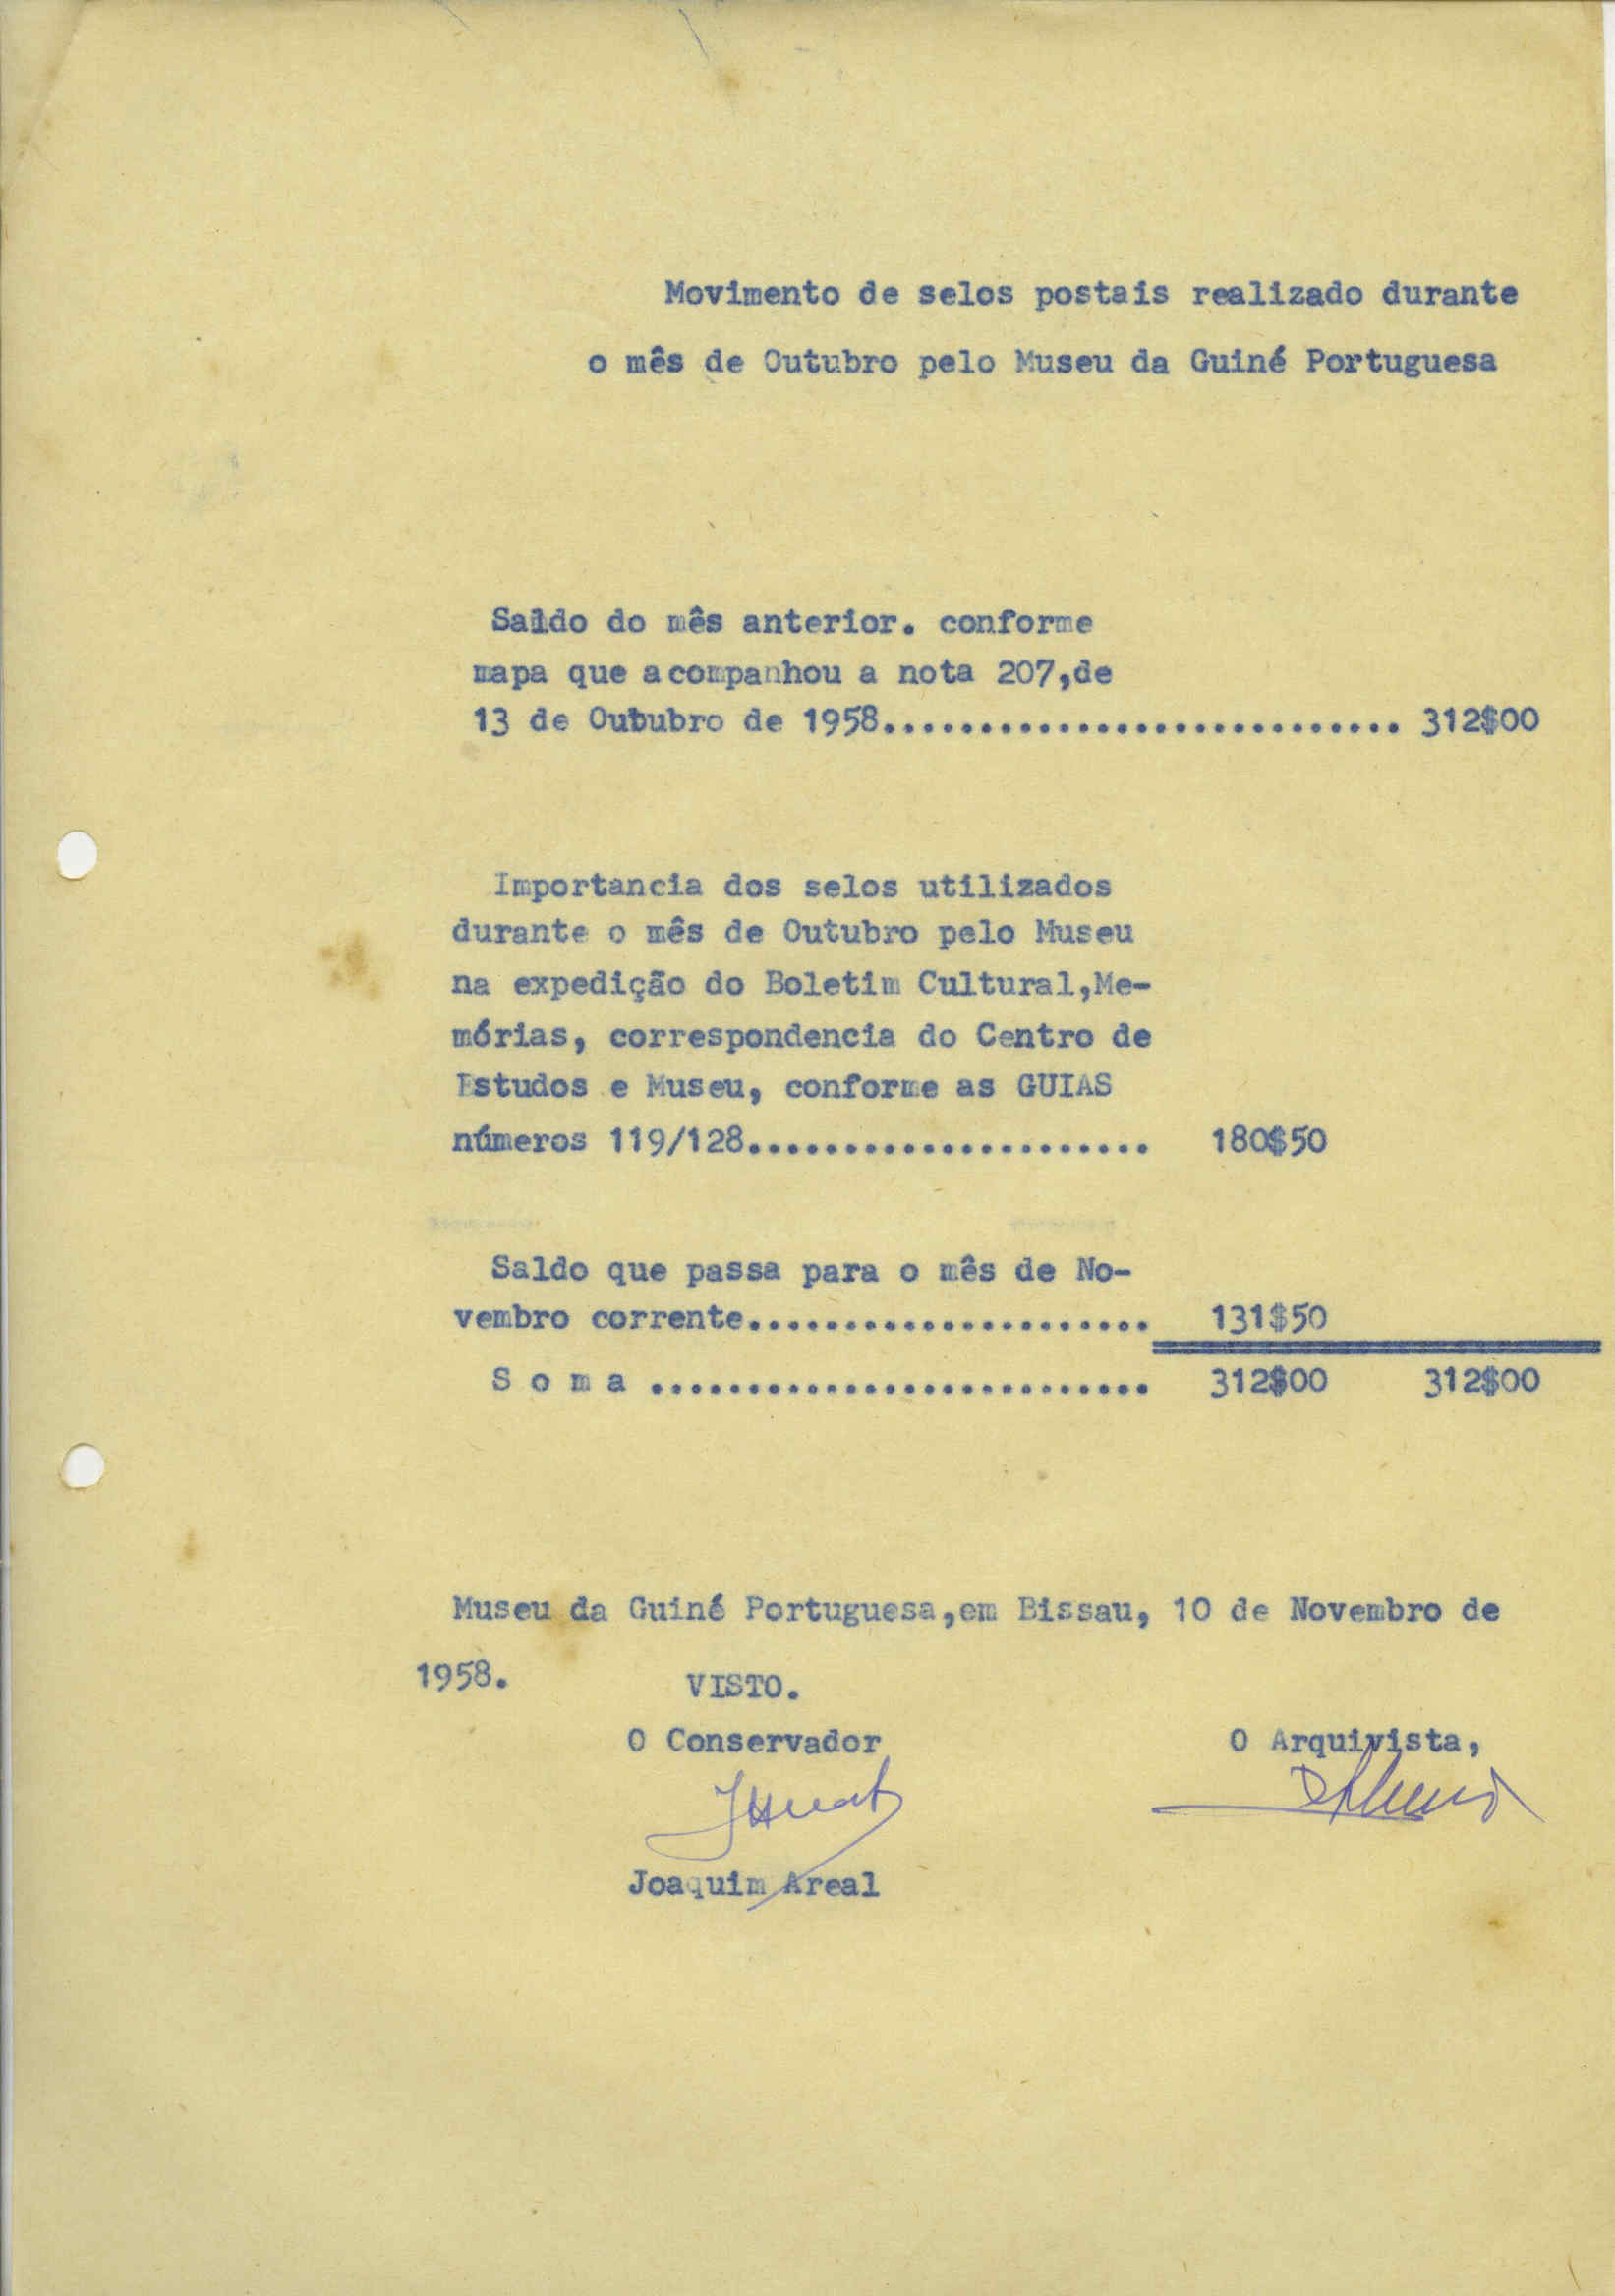 Movimento de selos postais realizado durante
o mês de Outubro pelo Museu da Guiné Portuguesa
Saldo do mês anterior. conforme
mapa que acompanhou a nota 207,de
13 de Oububro de 1958........................... 312$00
Importancia dos selos utilizados
durante o mês de Outubro pelo Museu
na expedição do Boletim Cultural,Me-
mórias, correspondencia do Centro de
Estudos e Museu, conforme as GUIAS
números 119/128..................... 180$50
Saldo que passa para o mês de No-
vembro corrente..................... 131$50
S o m a .......................... 312$00 312$00
Museu da Guiné Portuguesa,em Bissau, 10 de Novembro de
1958.
VISTO.
O Conservador O Arquivista,
Joaquim Areal